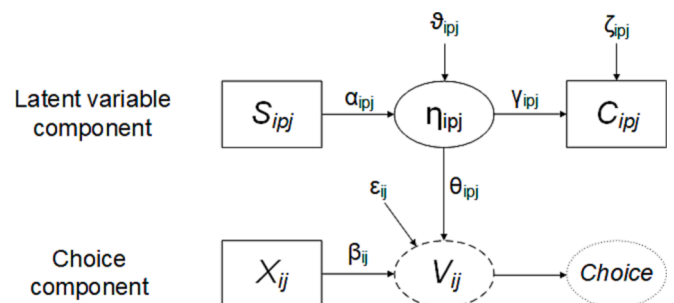 ϑipj
ζipj
Latent variable
component
Sipj
αipj
ηipj
γipj
Cipj
εij
θipj
Choice
component
Xij
βij
Vij
Choice